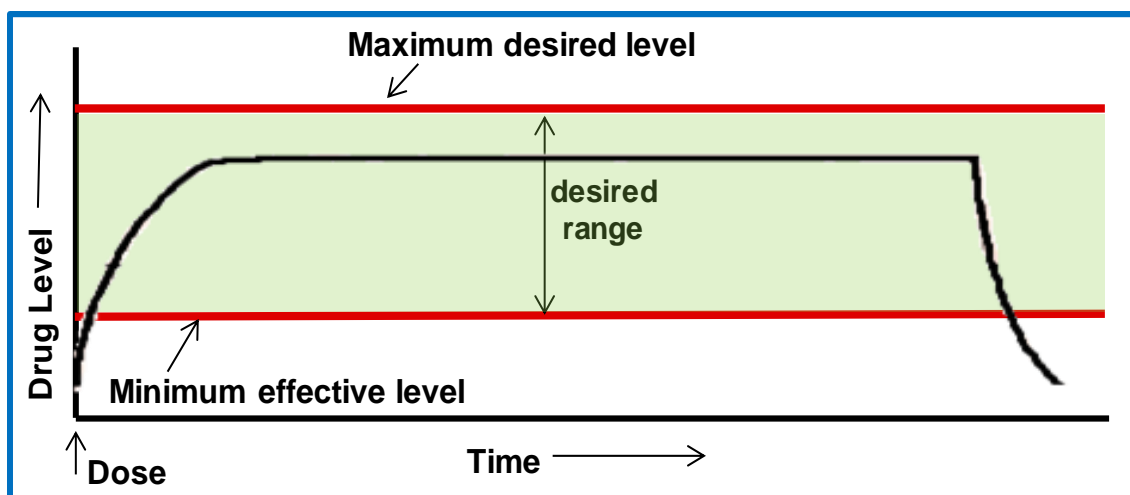 Maximum desired level
Drug Level
desired
range
Minimum effective level
Dose
Time